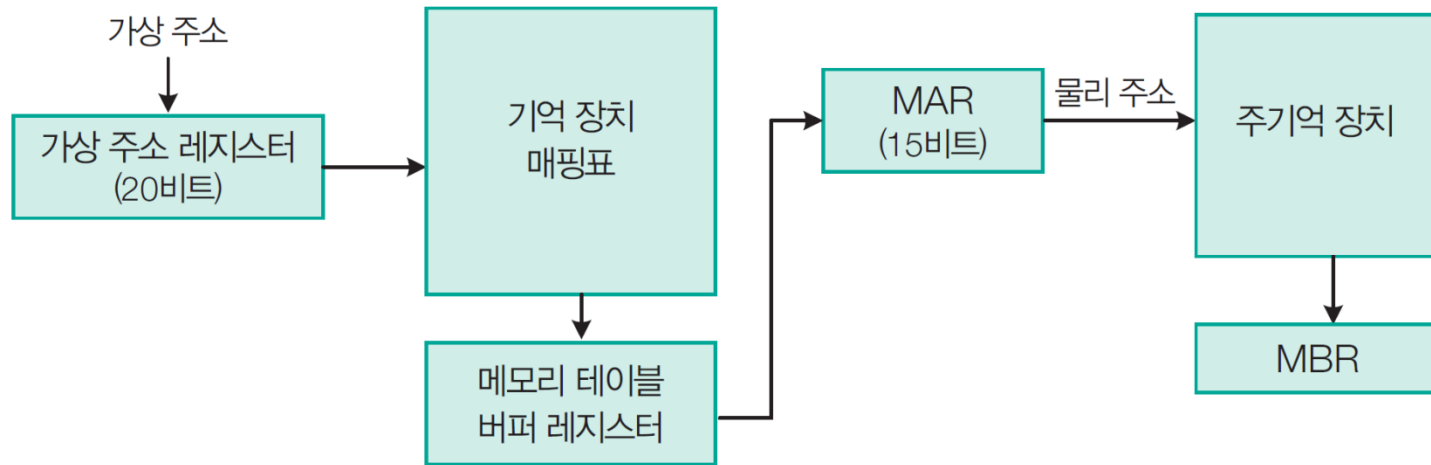 가상 주소
가상 주소 레지스터
(20비트)
기억 장치
매핑표
메모리 테이블
버퍼 레지스터
MAR
(15비트)
물리 주소
주기억 장치
MBR